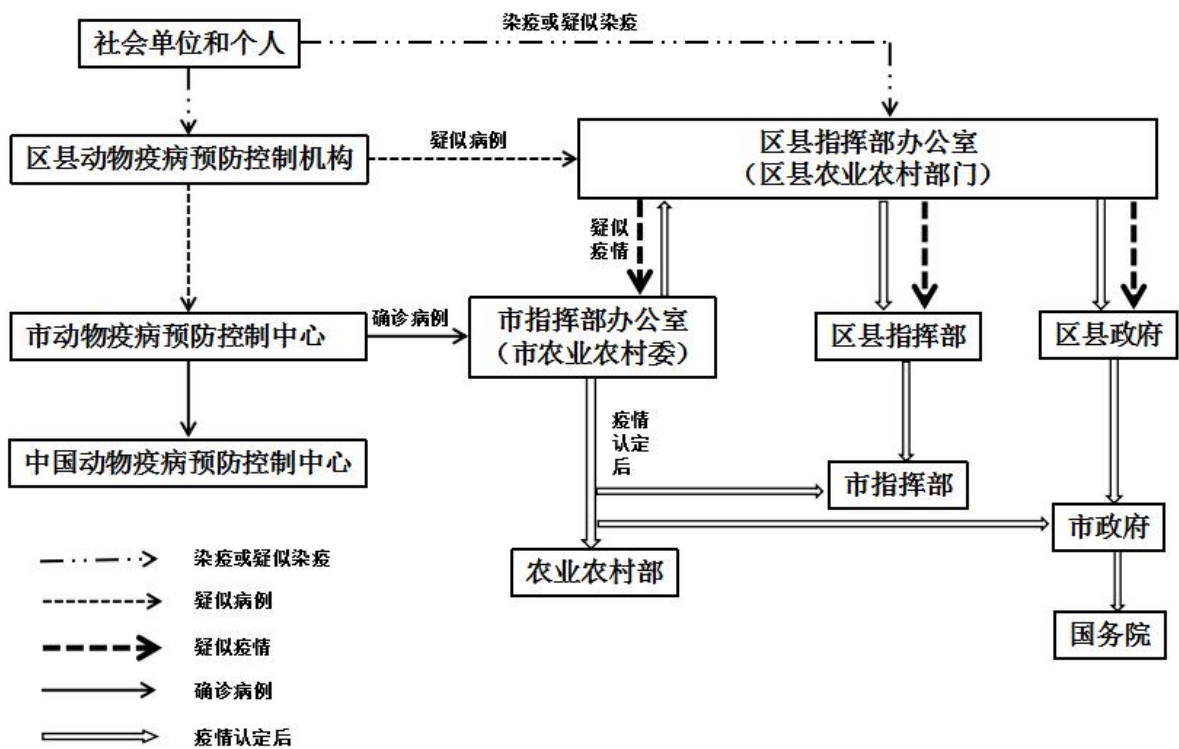 染疫或疑似染疫
社会单位和个人
区县动物疫病预防控制机构
疑似病例
区县指挥部办公室
（区县农业农村部门）
疑似
疫情
市动物疫病预防控制中心
确诊病例
市指挥部办公室
（市农业农村委）
区县指挥部
区县政府
疫情
认定
后
中国动物疫病预防控制中心
市指挥部
市政府
农业农村部
国务院
染疫或疑似染疫
疑似病例
疑似疫情
确诊病例
疫情认定后